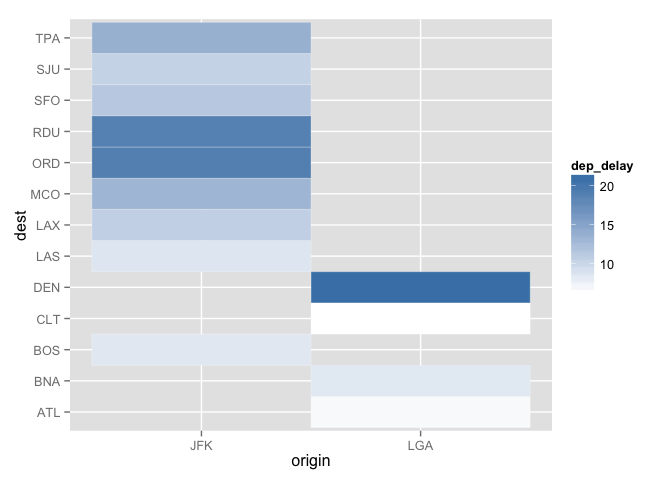 TPA
SJU
SFO
RDU
ORD
MCO
LAX
LAS
DEN
CLT
BOS
BNA
ATL
dest
JFK LGA
origin
dep_delay
20
15
10